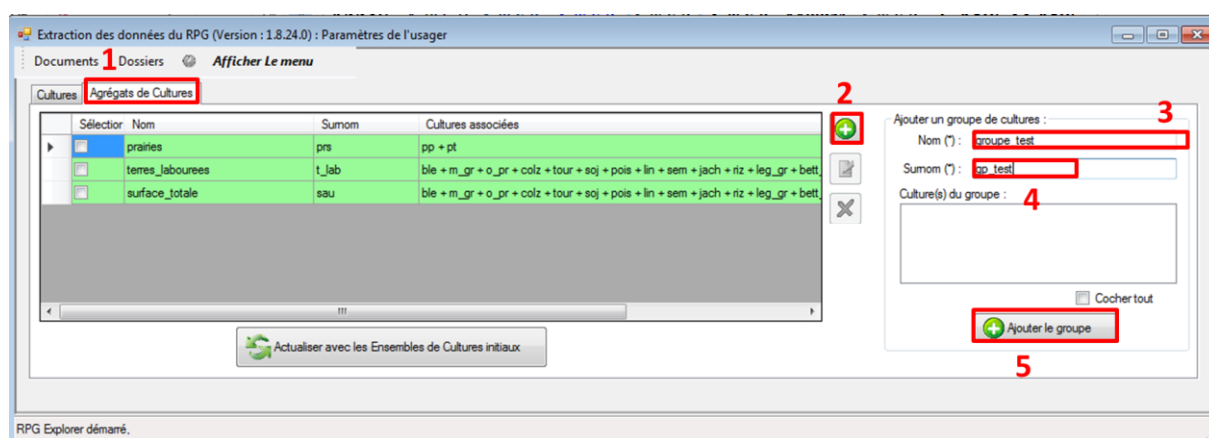 Extraction des données du RPG (Version : 1.8.24.0) : Paramètres de l'usager
Documents 1 Dossiers Afficher Le menu
Cultures Agrégats de Cultures
2
Sélection Nom Surnom Cultures associées
prairies prs pp + pt
terres_labourees t_lab ble + m_gr + o_pr + colz + tour + soj + pois + lin + sem + jach + riz + leg_gr + bett_
surface_totale sau ble + m_gr + o_pr + colz + tour + soj + pois + lin + sem + jach + riz + leg_gr + bett_
Actualiser avec les Ensembles de Cultures initiaux
Ajouter un groupe de cultures : 3
Nom (*) : groupe_test
Surnom (*) : gp_test
Culture(s) du groupe : 4
Cocher tout
Ajouter le groupe
5
RPG Explorer démarré.